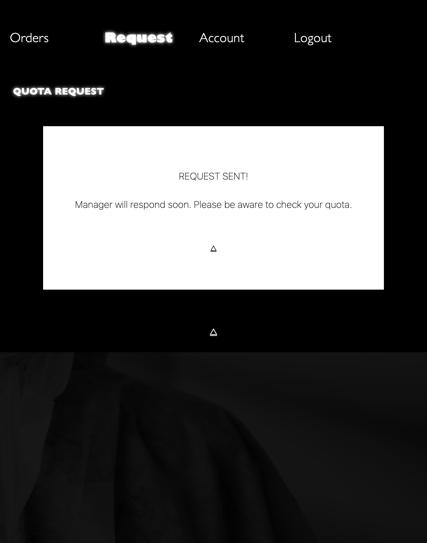 Orders Request Account Logout
QUOTA REQUEST
REQUEST SENT!
Manager will respond soon. Please be aware to check your quota.